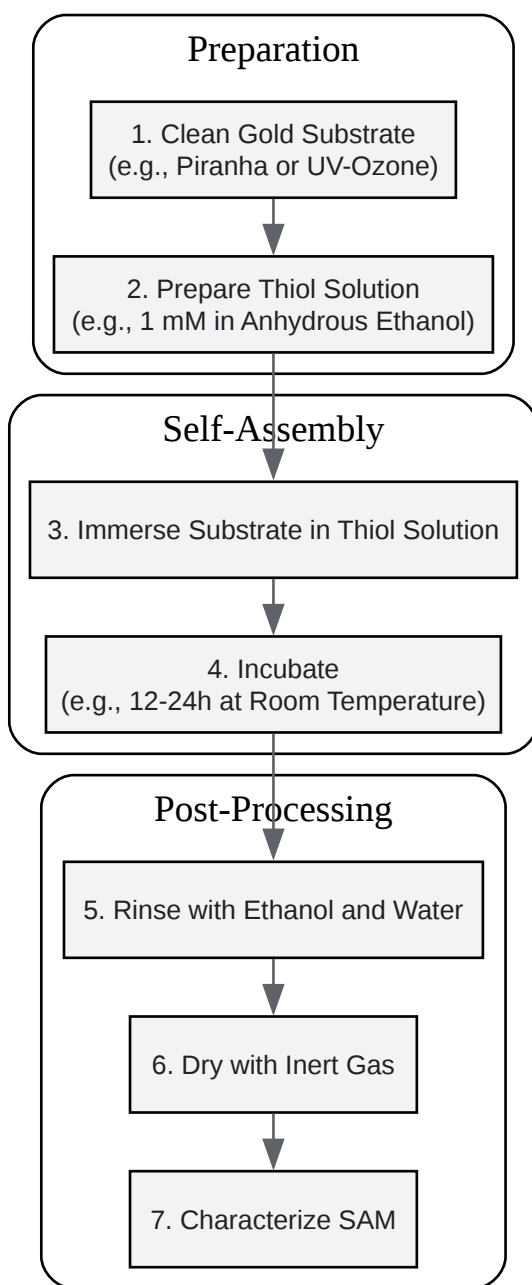 Preparation
1. Clean Gold Substrate
(e.g., Piranha or UV-Ozone)
2. Prepare Thiol Solution
(e.g., 1 mM in Anhydrous Ethanol)
Self-Assembly
3. Immerse Substrate in Thiol Solution
4. Incubate
(e.g., 12-24h at Room Temperature)
Post-Processing
5. Rinse with Ethanol and Water
6. Dry with Inert Gas
7. Characterize SAM